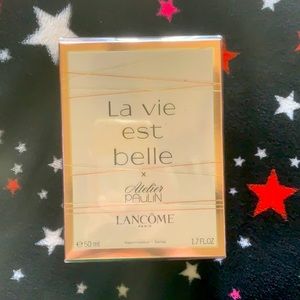 La vie
est
belle
x
Atelier
PAULIN
LANCÔME
PARIS
e 50 ml
1.7 FL.OZ